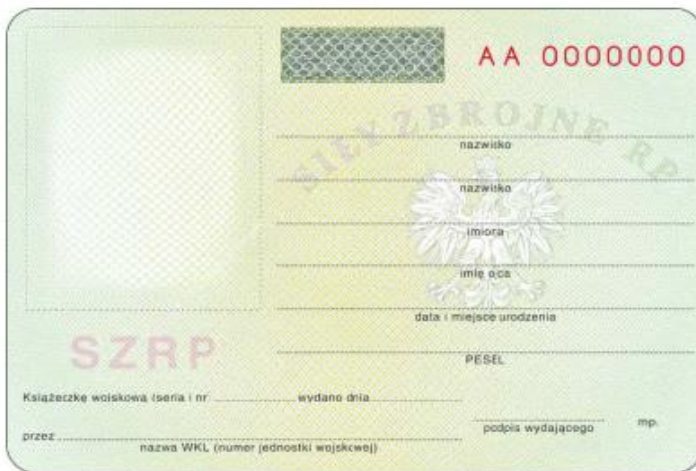 AA 0000000
SIŁY ZBROJNE RP
nazwisko
nazwisko
imiona
imię ojca
data i miejsce urodzenia
PESEL
SZRP
Książeczkę wojskową (seria i nr wydano dnia
podpis wydającego mp.
przez
nazwa WKL (numer jednostki wojskowej)